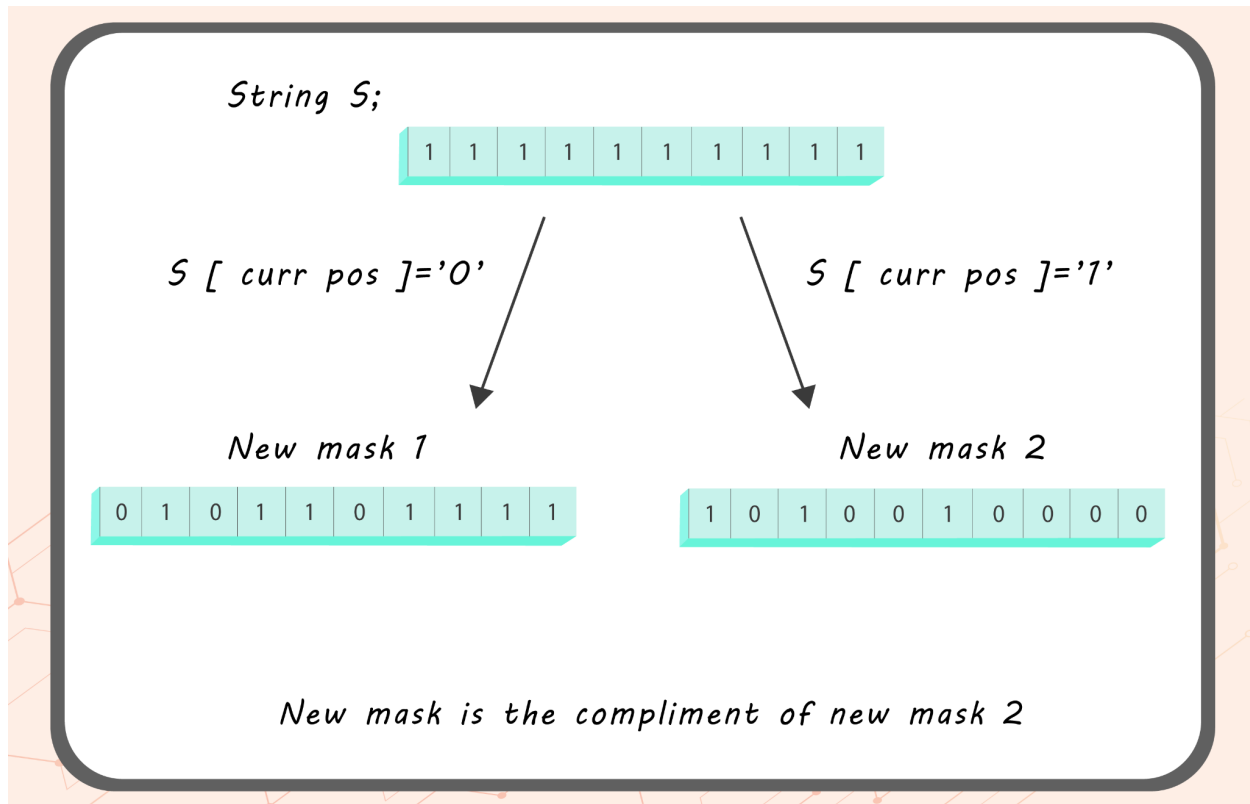 String S;
1 1 1 1 1 1 1 1 1 1
S [ curr pos ]='0'
S [ curr pos ]='1'
New mask 1
New mask 2
0 1 0 1 1 0 1 1 1 1
1 0 1 0 0 1 0 0 0 0
New mask is the compliment of new mask 2